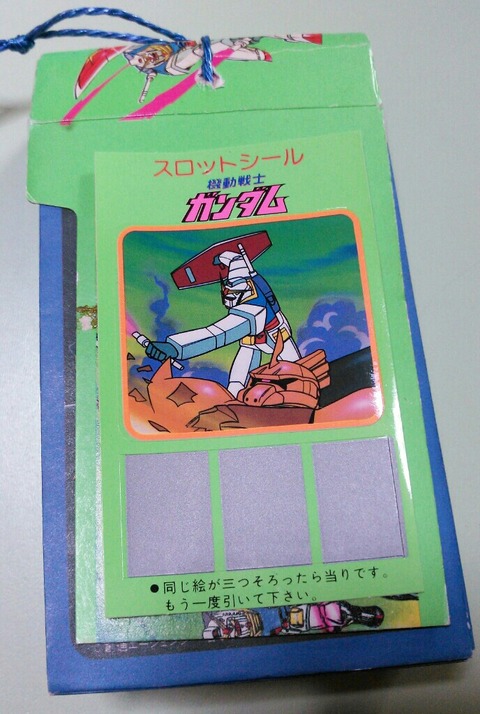 スロットシール
機動戦士
ガンダム
●同じ絵が三つそろったら当りです。
もう一度引いて下さい。